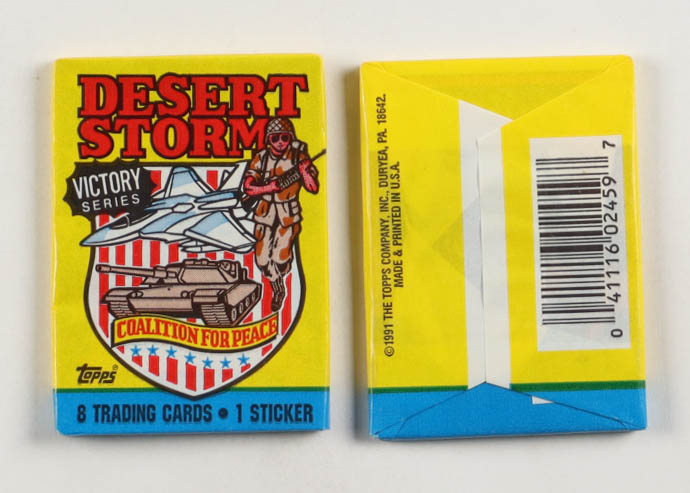 DESERT
STORM
VICTORY
SERIES
COALITION FOR PEACE
topps®
8 TRADING CARDS • 1 STICKER
©1991 THE TOPPS COMPANY, INC., DURYEA, PA. 18642.
MADE & PRINTED IN U.S.A.
0 41116 02459 7